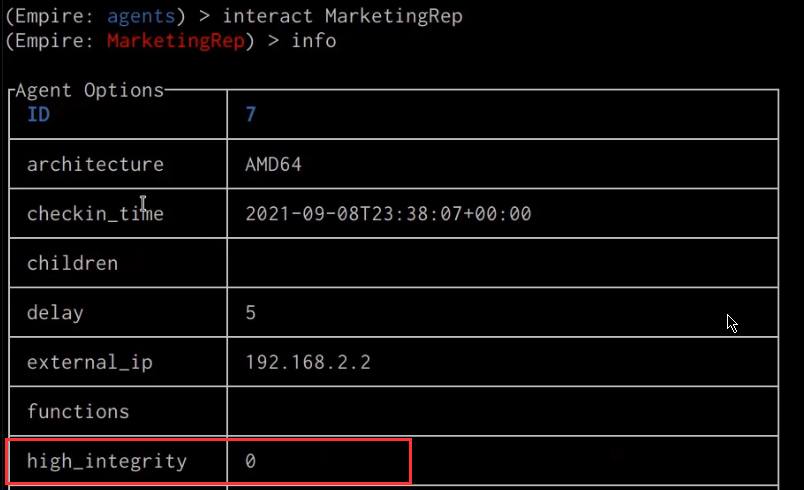 (Empire: agents) > interact MarketingRep
(Empire: MarketingRep) > info
Agent Options
ID 7
architecture AMD64
checkin_time 2021-09-08T23:38:07+00:00
children
delay 5
external_ip 192.168.2.2
functions
high_integrity 0